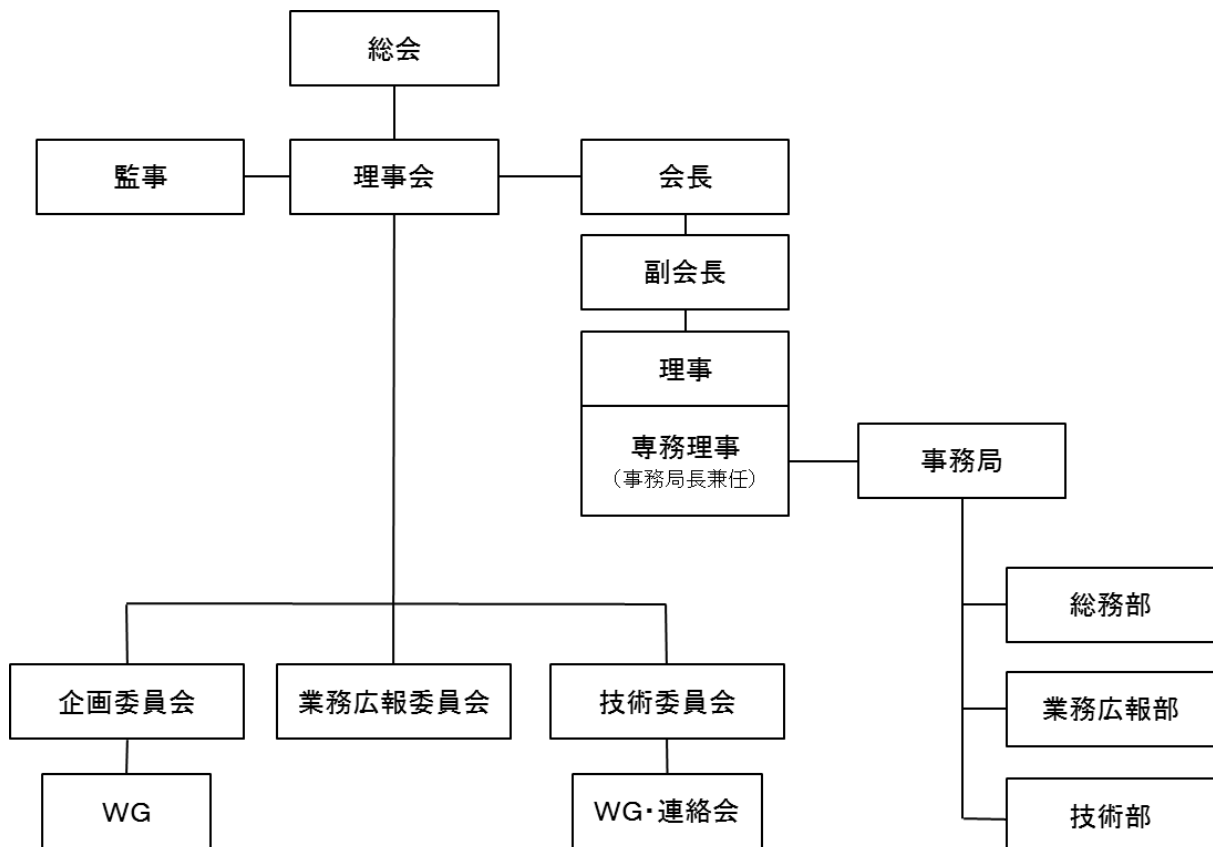 総会
監事
理事会
会長
副会長
理事
専務理事
（事務局長兼任）
事務局
総務部
企画委員会
業務広報委員会
技術委員会
業務広報部
WG
WG・連絡会
技術部